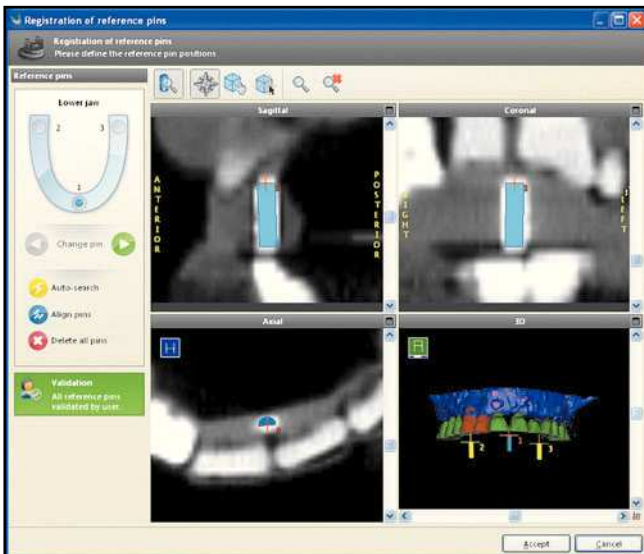 Registration of reference pins
Registration of reference pins
Please define the reference pin positions
Reference pins
Lower jaw
2 3
1
Change pin
Auto-search
Align pins
Delete all pins
Validation
All reference pins
validated by user.
Sagittal
ANTERIOR
POSTERIOR
Coronal
RIGHT
LEFT
Axial
H
3D
A
2 1 3
Accept Cancel